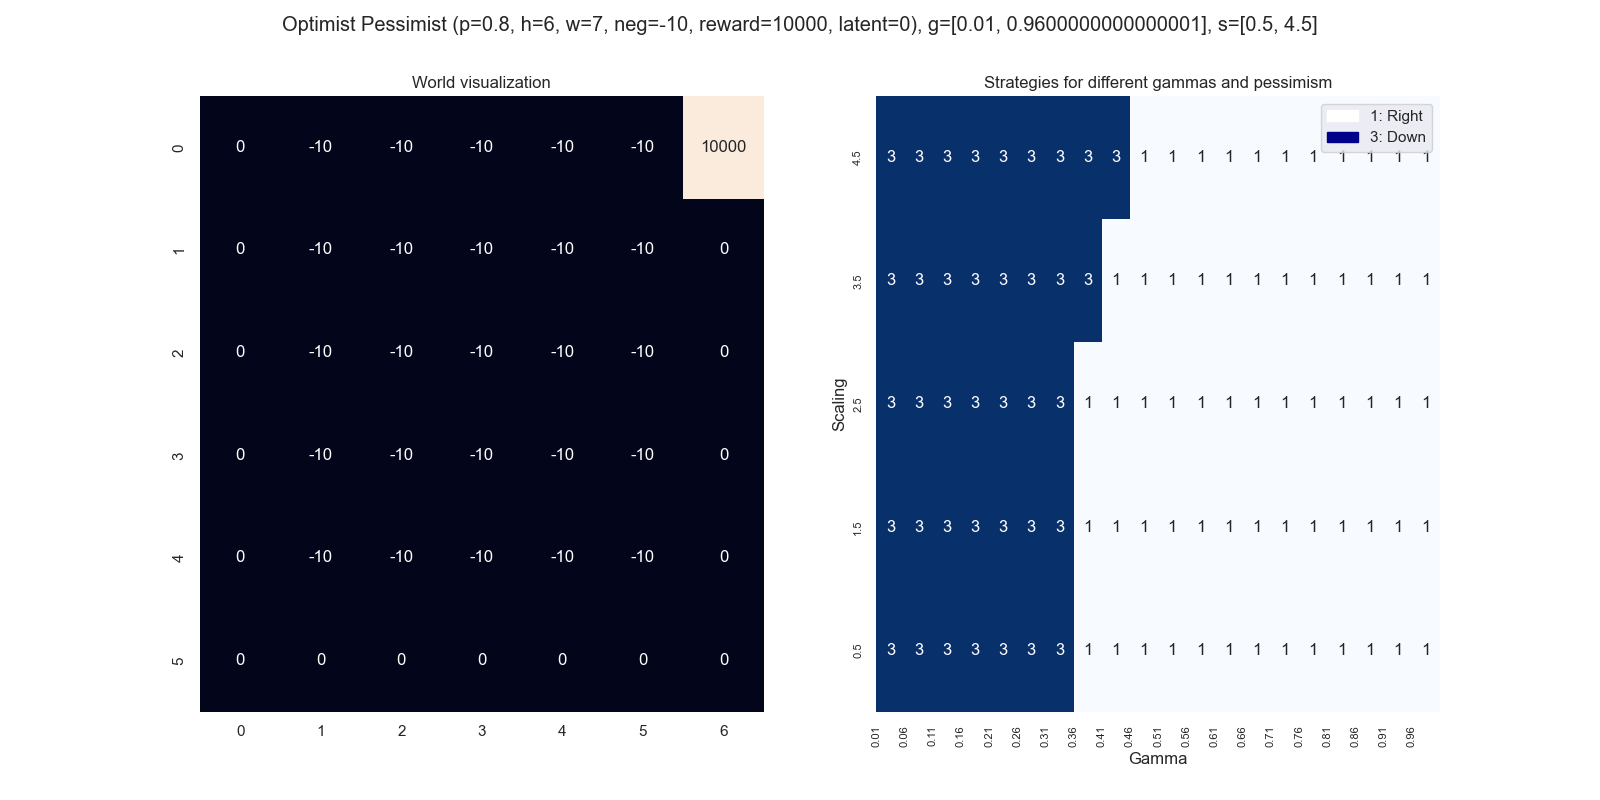 Optimist Pessimist (p=0.8, h=6, w=7, neg=-10, reward=10000, latent=0), g=[0.01, 0.9600000000000001], s=[0.5, 4.5]
World visualization
0 0 -10 -10 -10 -10 -10 10000
1 0 -10 -10 -10 -10 -10 0
2 0 -10 -10 -10 -10 -10 0
3 0 -10 -10 -10 -10 -10 0
4 0 -10 -10 -10 -10 -10 0
5 0 0 0 0 0 0 0
0 1 2 3 4 5 6
Strategies for different gammas and pessimism
1: Right
3: Down
Scaling
4.5 3 3 3 3 3 3 3 3 3 1 1 1 1 1 1 1 1 1 1 1
3.5 3 3 3 3 3 3 3 3 1 1 1 1 1 1 1 1 1 1 1 1
2.5 3 3 3 3 3 3 3 1 1 1 1 1 1 1 1 1 1 1 1 1
1.5 3 3 3 3 3 3 3 1 1 1 1 1 1 1 1 1 1 1 1 1
0.5 3 3 3 3 3 3 3 1 1 1 1 1 1 1 1 1 1 1 1 1
0.01 0.06 0.11 0.16 0.21 0.26 0.31 0.36 0.41 0.46 0.51 0.56 0.61 0.66 0.71 0.76 0.81 0.86 0.91 0.96
Gamma